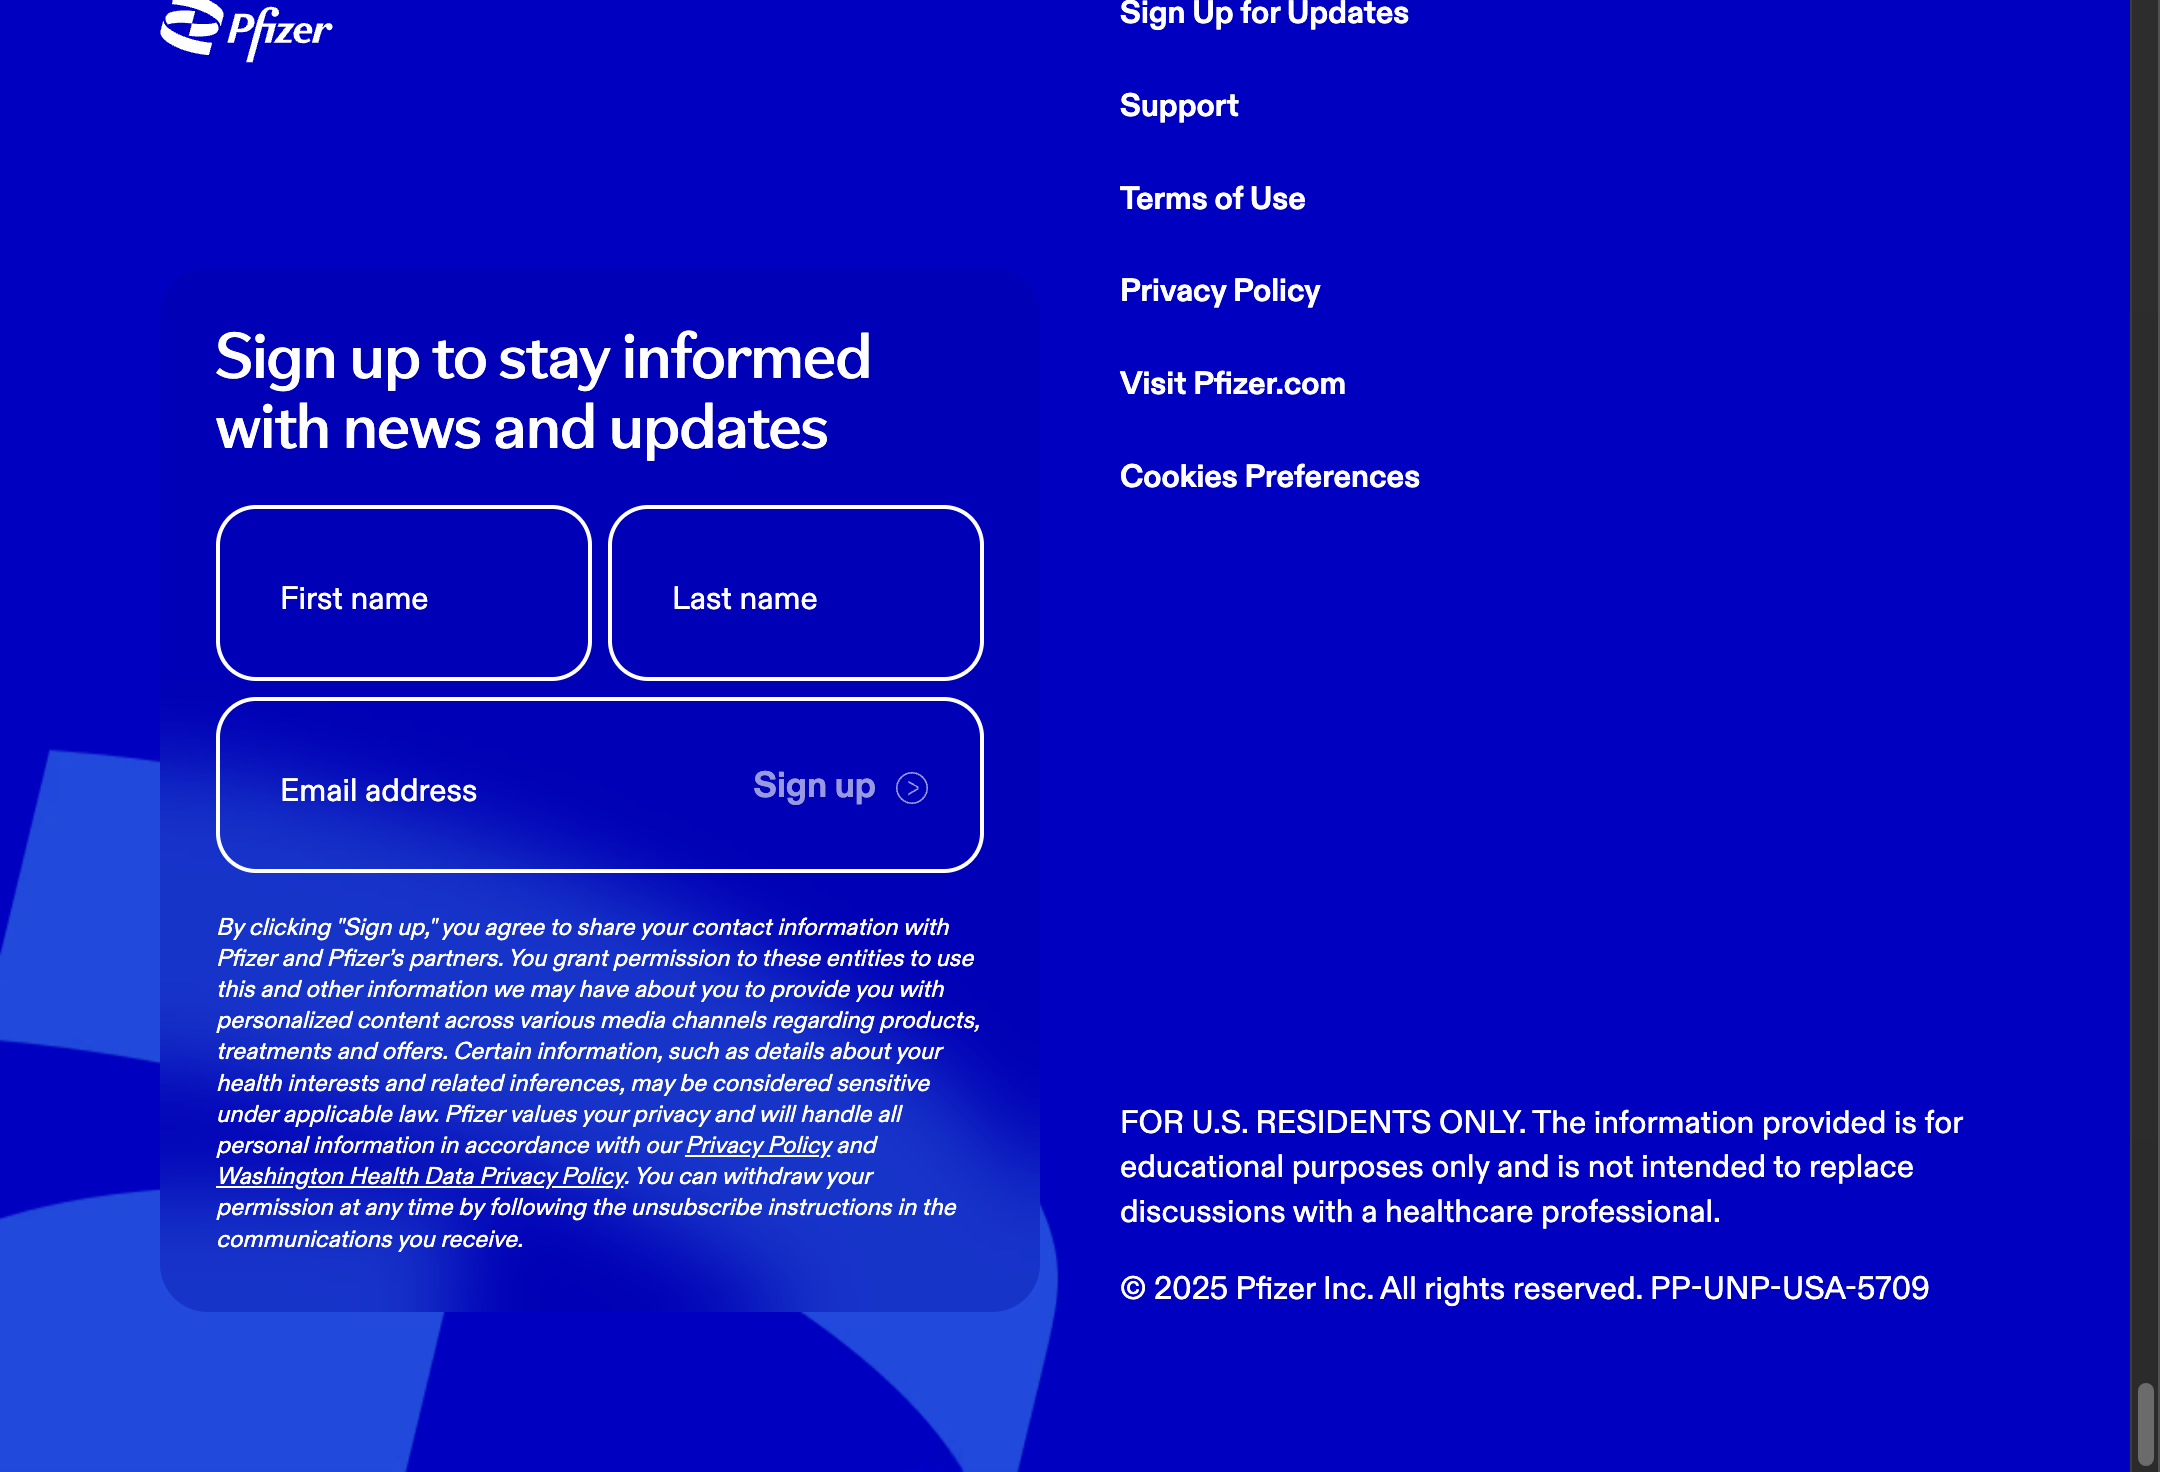 Pfizer
Sign up to stay informed
with news and updates
First name
Last name
Email address
Sign up
By clicking "Sign up," you agree to share your contact information with
Pfizer and Pfizer’s partners. You grant permission to these entities to use
this and other information we may have about you to provide you with
personalized content across various media channels regarding products,
treatments and offers. Certain information, such as details about your
health interests and related inferences, may be considered sensitive
under applicable law. Pfizer values your privacy and will handle all
personal information in accordance with our Privacy Policy and
Washington Health Data Privacy Policy. You can withdraw your
permission at any time by following the unsubscribe instructions in the
communications you receive.
Sign Up for Updates
Support
Terms of Use
Privacy Policy
Visit Pfizer.com
Cookies Preferences
FOR U.S. RESIDENTS ONLY. The information provided is for
educational purposes only and is not intended to replace
discussions with a healthcare professional.
© 2025 Pfizer Inc. All rights reserved. PP-UNP-USA-5709